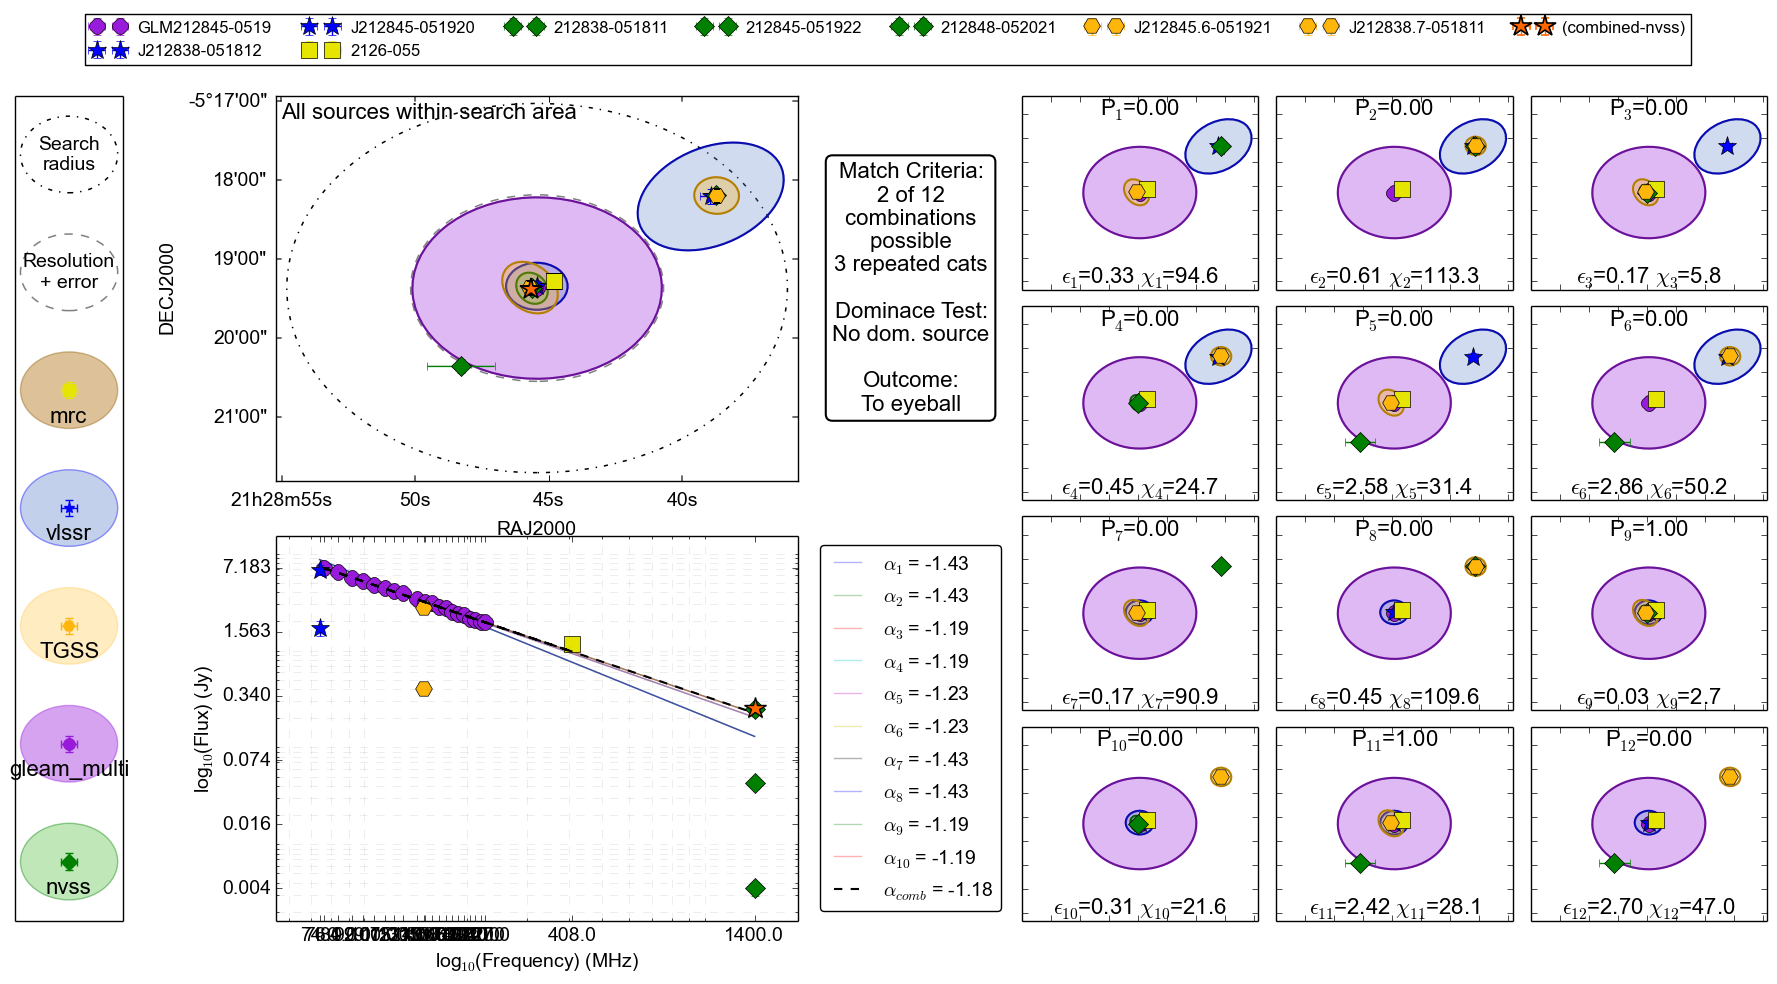 GLM212845-0519
J212845-051920
212838-051811
212845-051922
212848-052021
J212845.6-051921
J212838.7-051811
(combined-nvss)
J212838-051812
2126-055
Search
radius
Resolution
+ error
mrc
vlssr
TGSS
gleam_multi
nvss
All sources within search area
-5°17'00"
18'00"
19'00"
20'00"
21'00"
DECJ2000
21h28m55s
50s
45s
40s
RAJ2000
Match Criteria:
2 of 12
combinations
possible
3 repeated cats
Dominace Test:
No dom. source
Outcome:
To eyeball
7.183
1.563
0.340
0.074
0.016
0.004
log10(Flux) (Jy)
408.0
1400.0
log10(Frequency) (MHz)
α1 = -1.43
α2 = -1.43
α3 = -1.19
α4 = -1.19
α5 = -1.23
α6 = -1.23
α7 = -1.43
α8 = -1.43
α9 = -1.19
α10 = -1.19
αcomb = -1.18
P1=0.00
ϵ1=0.33 χ1=94.6
P2=0.00
ϵ2=0.61 χ2=113.3
P3=0.00
ϵ3=0.17 χ3=5.8
P4=0.00
ϵ4=0.45 χ4=24.7
P5=0.00
ϵ5=2.58 χ5=31.4
P6=0.00
ϵ6=2.86 χ6=50.2
P7=0.00
ϵ7=0.17 χ7=90.9
P8=0.00
ϵ8=0.45 χ8=109.6
P9=1.00
ϵ9=0.03 χ9=2.7
P10=0.00
ϵ10=0.31 χ10=21.6
P11=1.00
ϵ11=2.42 χ11=28.1
P12=0.00
ϵ12=2.70 χ12=47.0